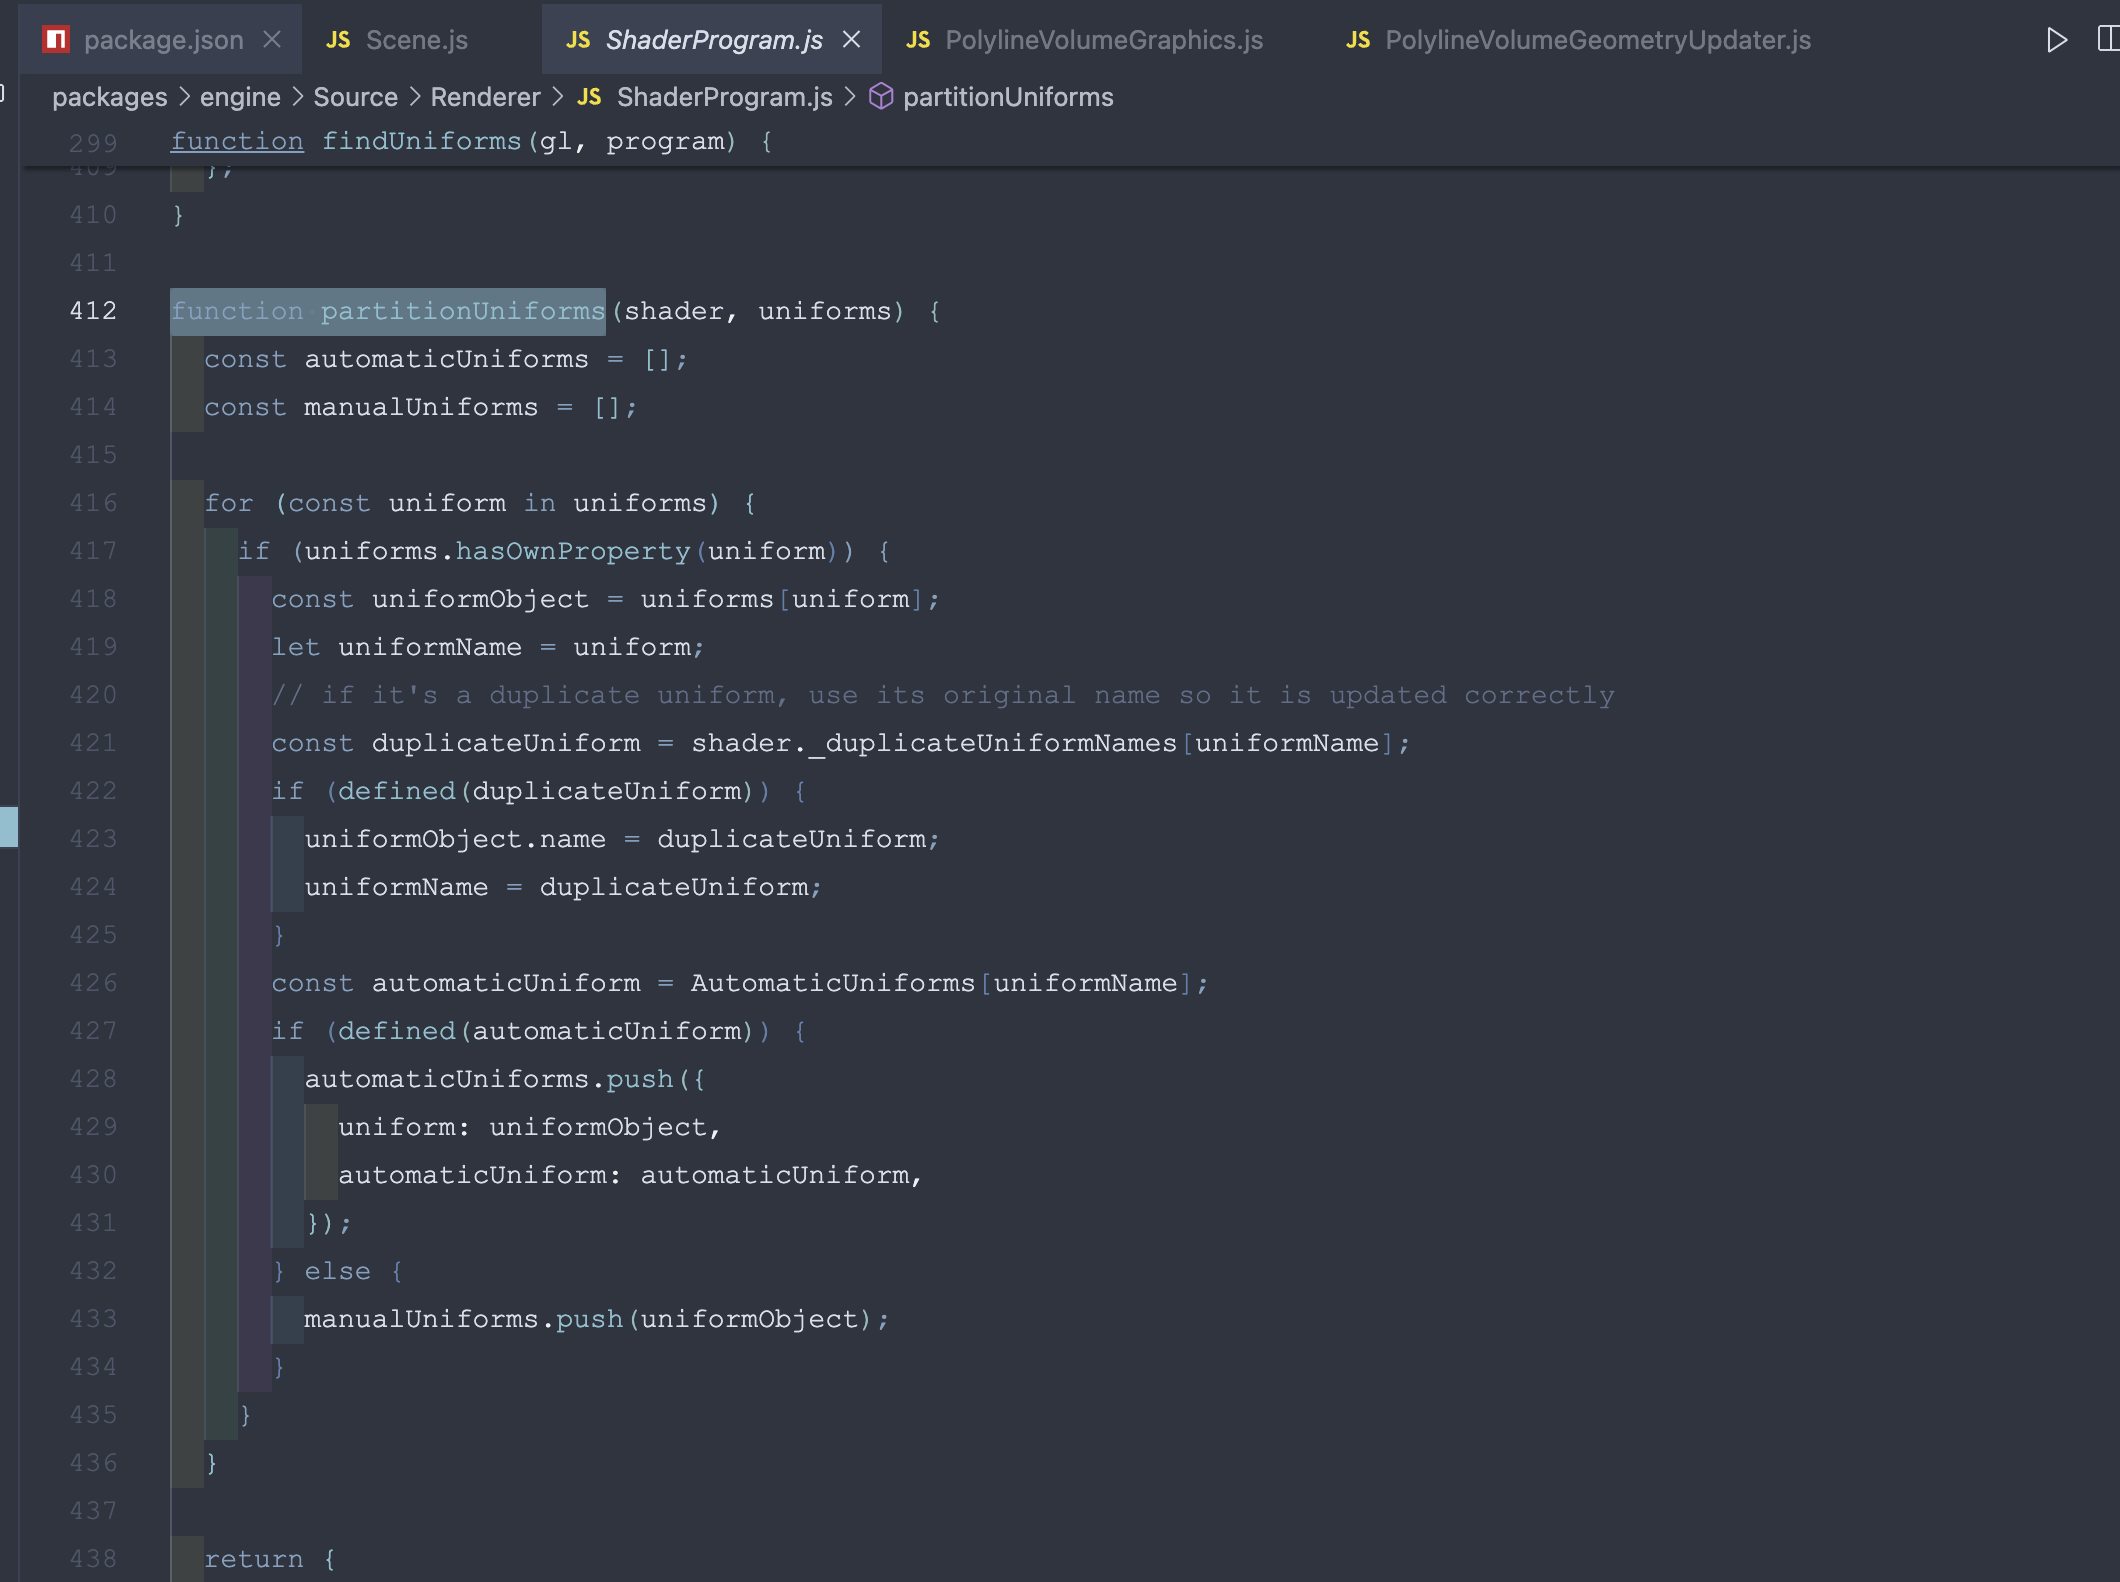 package.json
JS Scene.js
JS ShaderProgram.js
JS PolylineVolumeGraphics.js
JS PolylineVolumeGeometryUpdater.js
packages > engine > Source > Renderer > JS ShaderProgram.js > partitionUniforms
299 function findUniforms(gl, program) {
409 };
410 }
411
412 function partitionUniforms(shader, uniforms) {
413 const automaticUniforms = [];
414 const manualUniforms = [];
415
416 for (const uniform in uniforms) {
417 if (uniforms.hasOwnProperty(uniform)) {
418 const uniformObject = uniforms[uniform];
419 let uniformName = uniform;
420 // if it's a duplicate uniform, use its original name so it is updated correctly
421 const duplicateUniform = shader._duplicateUniformNames[uniformName];
422 if (defined(duplicateUniform)) {
423 uniformObject.name = duplicateUniform;
424 uniformName = duplicateUniform;
425 }
426 const automaticUniform = AutomaticUniforms[uniformName];
427 if (defined(automaticUniform)) {
428 automaticUniforms.push({
429 uniform: uniformObject,
430 automaticUniform: automaticUniform,
431 });
432 } else {
433 manualUniforms.push(uniformObject);
434 }
435 }
436 }
437
438 return {